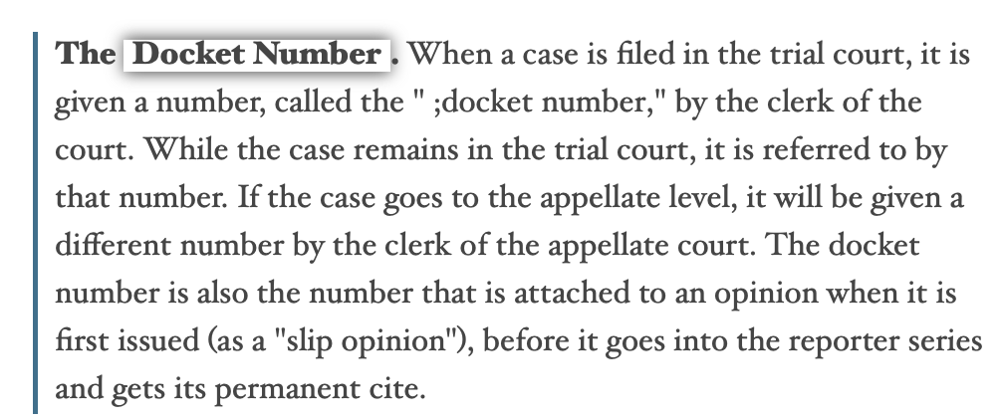 The Docket Number . When a case is filed in the trial court, it is
given a number, called the " ;docket number," by the clerk of the
court. While the case remains in the trial court, it is referred to by
that number. If the case goes to the appellate level, it will be given a
different number by the clerk of the appellate court. The docket
number is also the number that is attached to an opinion when it is
first issued (as a "slip opinion"), before it goes into the reporter series
and gets its permanent cite.